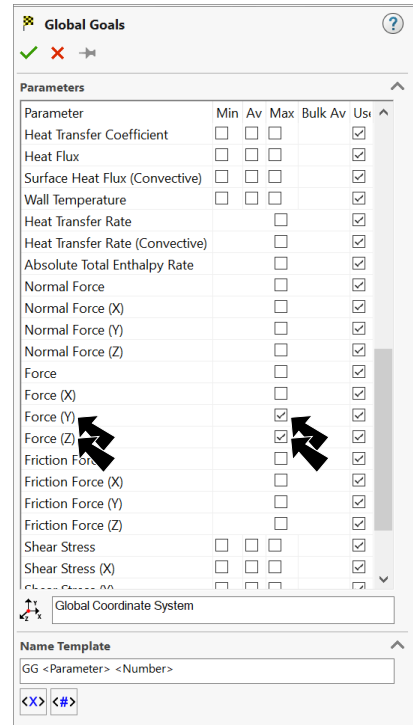 Global Goals
?
Parameters
Parameter Min Av Max Bulk Av Use
Heat Transfer Coefficient
Heat Flux
Surface Heat Flux (Convective)
Wall Temperature
Heat Transfer Rate
Heat Transfer Rate (Convective)
Absolute Total Enthalpy Rate
Normal Force
Normal Force (X)
Normal Force (Y)
Normal Force (Z)
Force
Force (X)
Force (Y)
Force (Z)
Friction Force
Friction Force (X)
Friction Force (Y)
Friction Force (Z)
Shear Stress
Shear Stress (X)
Shear Stress (Y)
Y
Z X
Global Coordinate System
Name Template
GG <Parameter> <Number>
<X> <#>